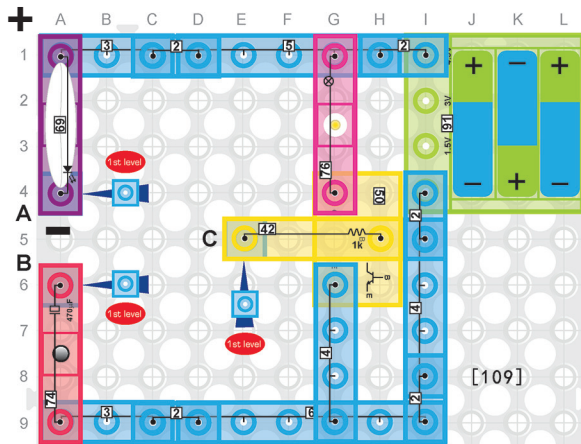 + A B C D E F G H I J K L
1 3 2 5 2
+ − +
2 3V
69 91
3 1.5V
1st level 76 50
4 − + − 2
A
5 C 42 1k
B
6
470µF 1st level B
E
1st level
7 4 4
8 [109]
74 2
9 3 2 6